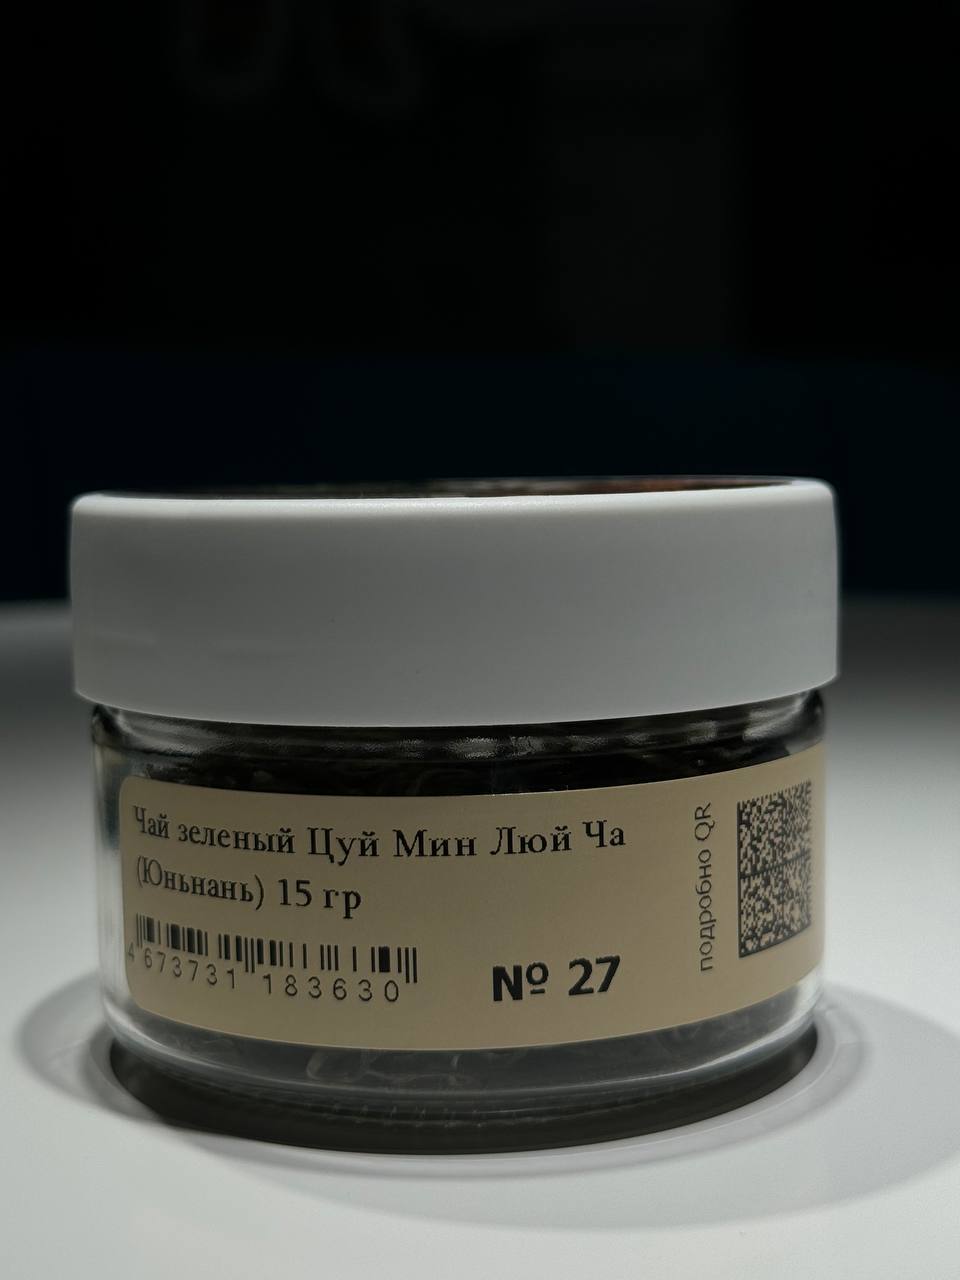 Чай зеленый Цуй Мин Люй Ча
(Юньнань) 15 гр
4 673731 183630
№ 27
подробно QR